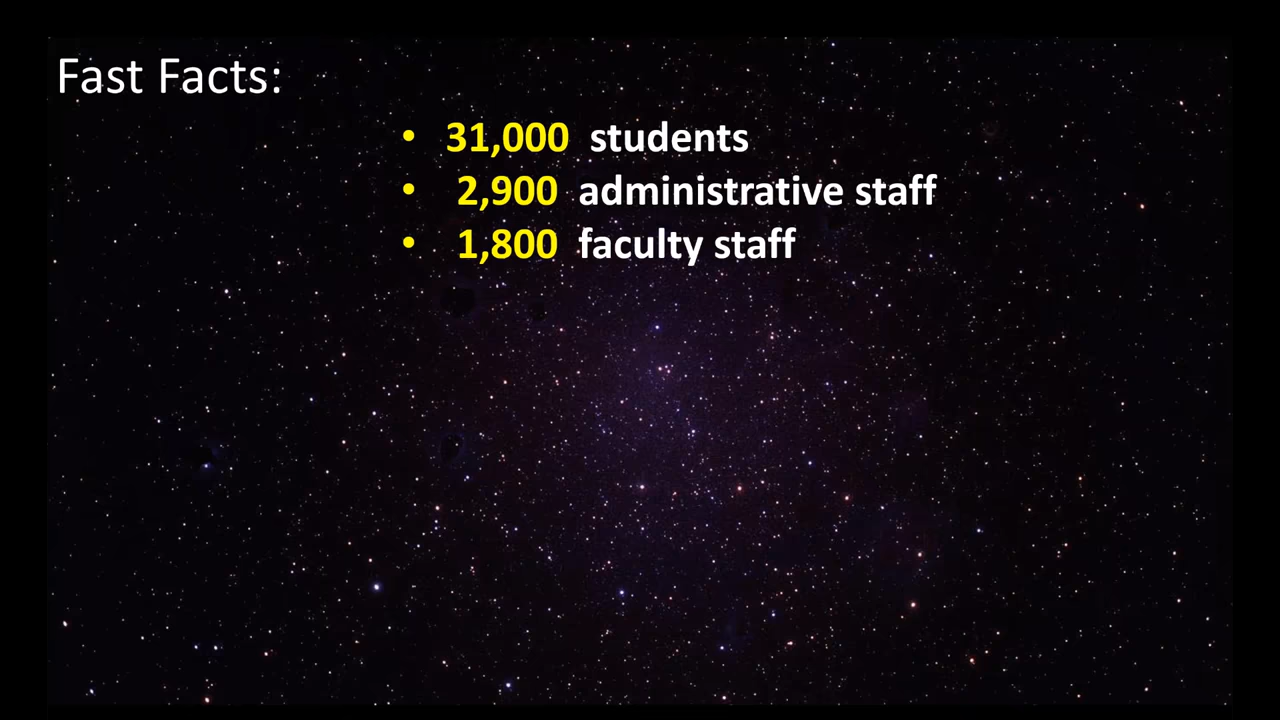 Fast Facts:
• 31,000 students
• 2,900 administrative staff
• 1,800 faculty staff